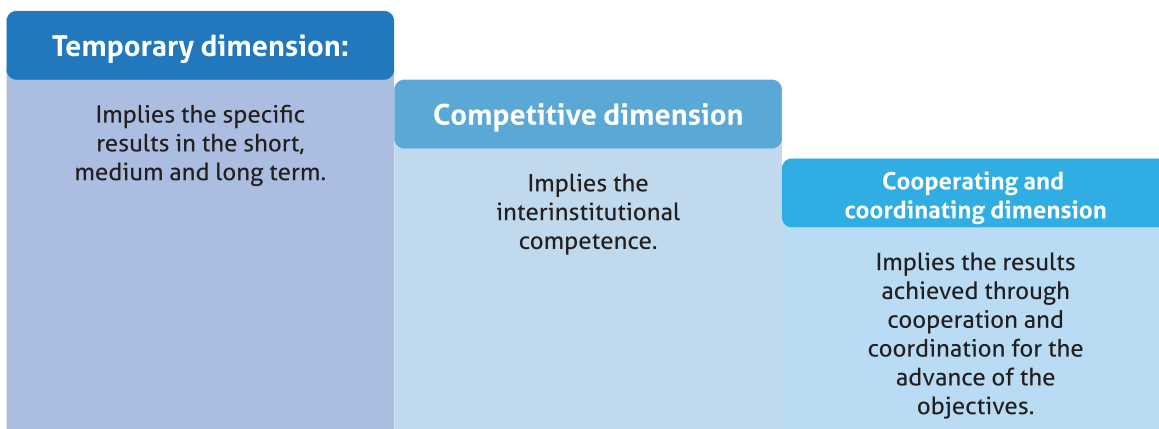 Temporary dimension:
Implies the specific
results in the short,
medium and long term.
Competitive dimension
Implies the
interinstitutional
competence.
Cooperating and
coordinating dimension
Implies the results
achieved through
cooperation and
coordination for the
advance of the
objectives.